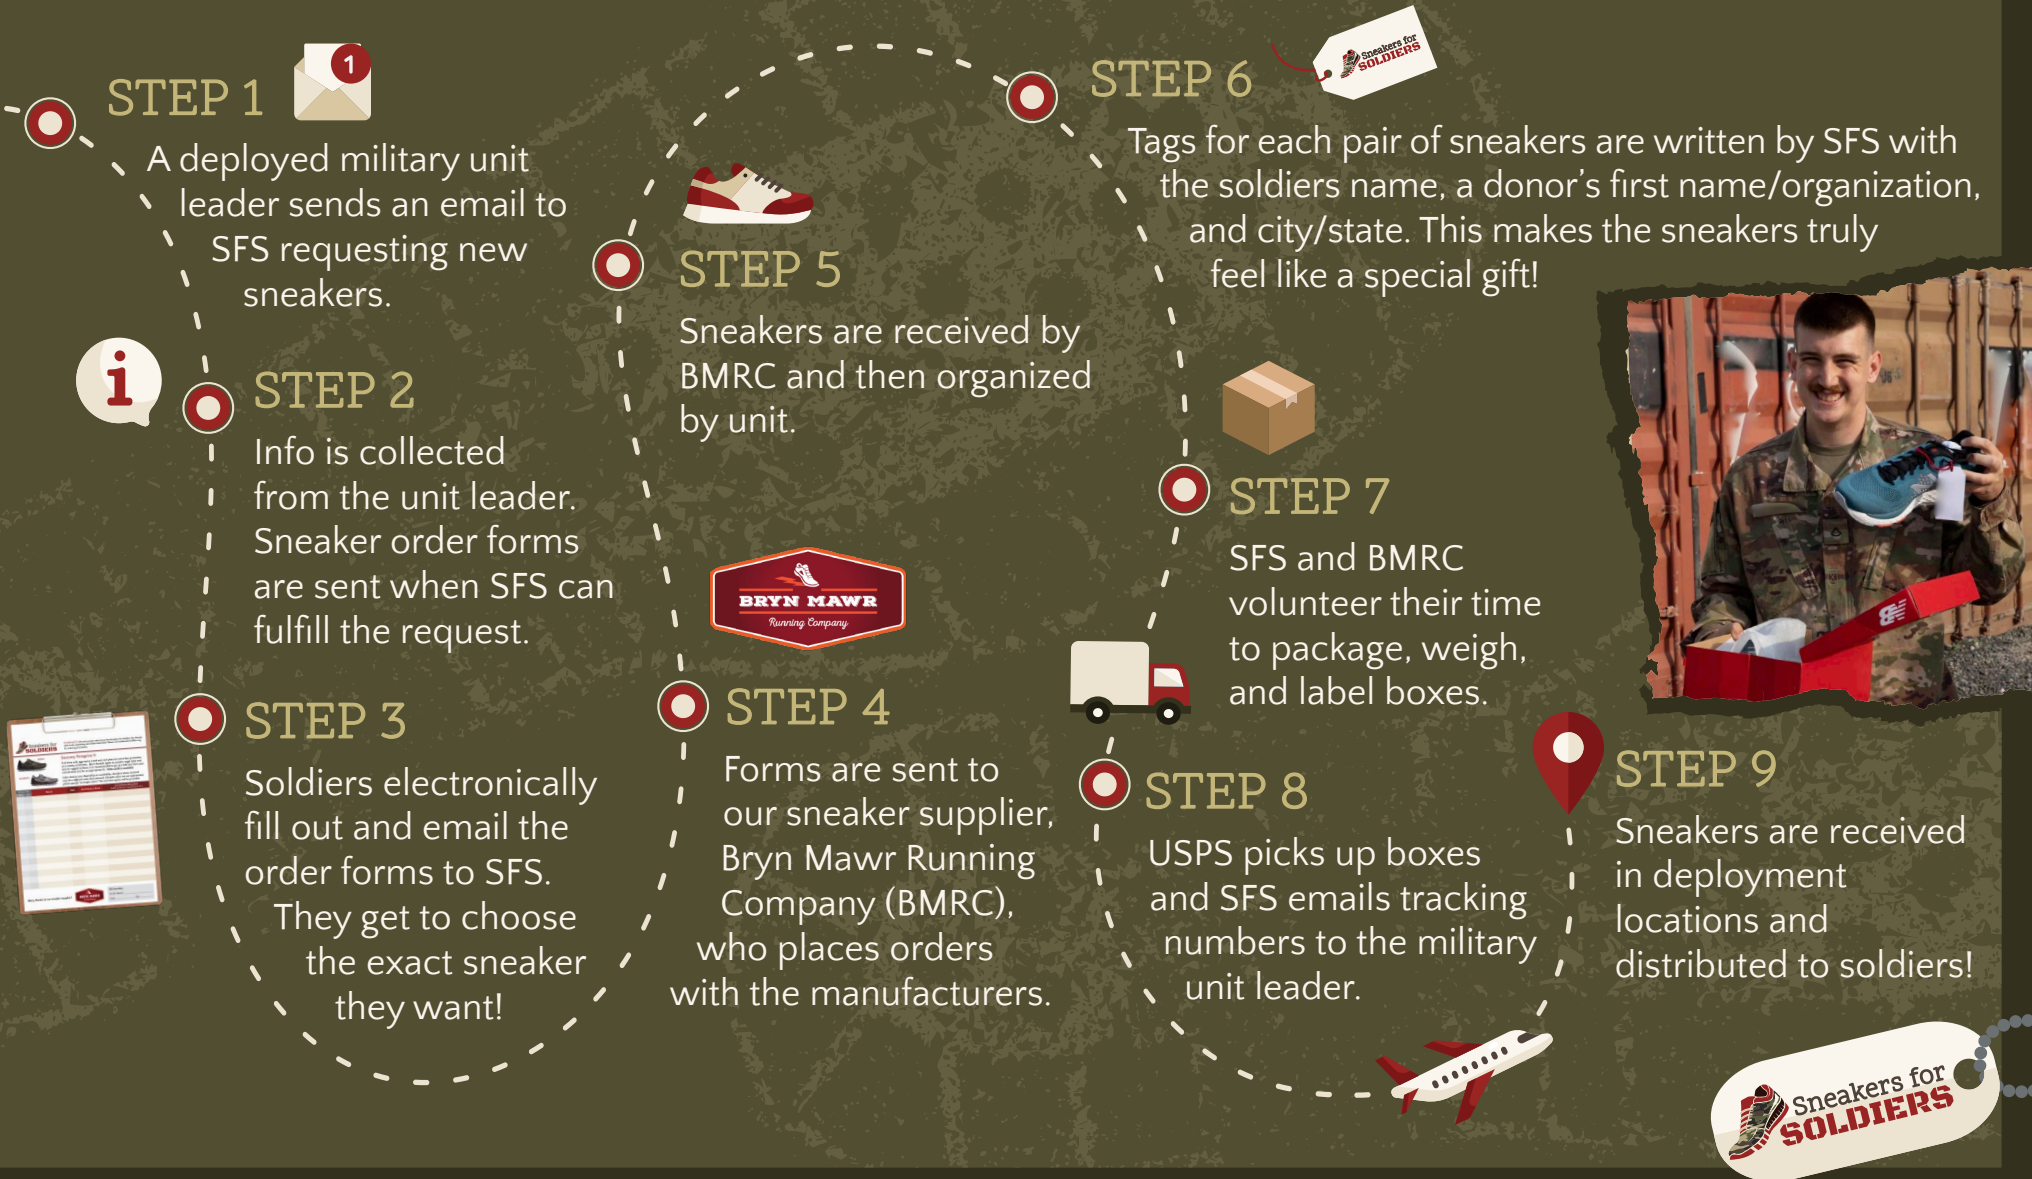 STEP 1
1
A deployed military unit
leader sends an email to
SFS requesting new
sneakers.
i
STEP 2
Info is collected
from the unit leader.
Sneaker order forms
are sent when SFS can
fulfill the request.
STEP 3
Sneakers for
SOLDIERS
Soldiers electronically
fill out and email the
order forms to SFS.
They get to choose
the exact sneaker
they want!
BRYN MAWR
Running Company
STEP 4
Forms are sent to
our sneaker supplier,
Bryn Mawr Running
Company (BMRC),
who places orders
with the manufacturers.
STEP 5
Sneakers are received by
BMRC and then organized
by unit.
STEP 6
Sneakers for
SOLDIERS
Tags for each pair of sneakers are written by SFS with
the soldiers name, a donor's first name/organization,
and city/state. This makes the sneakers truly
feel like a special gift!
STEP 7
SFS and BMRC
volunteer their time
to package, weigh,
and label boxes.
STEP 8
USPS picks up boxes
and SFS emails tracking
numbers to the military
unit leader.
STEP 9
Sneakers are received
in deployment
locations and
distributed to soldiers!
Sneakers for
SOLDIERS